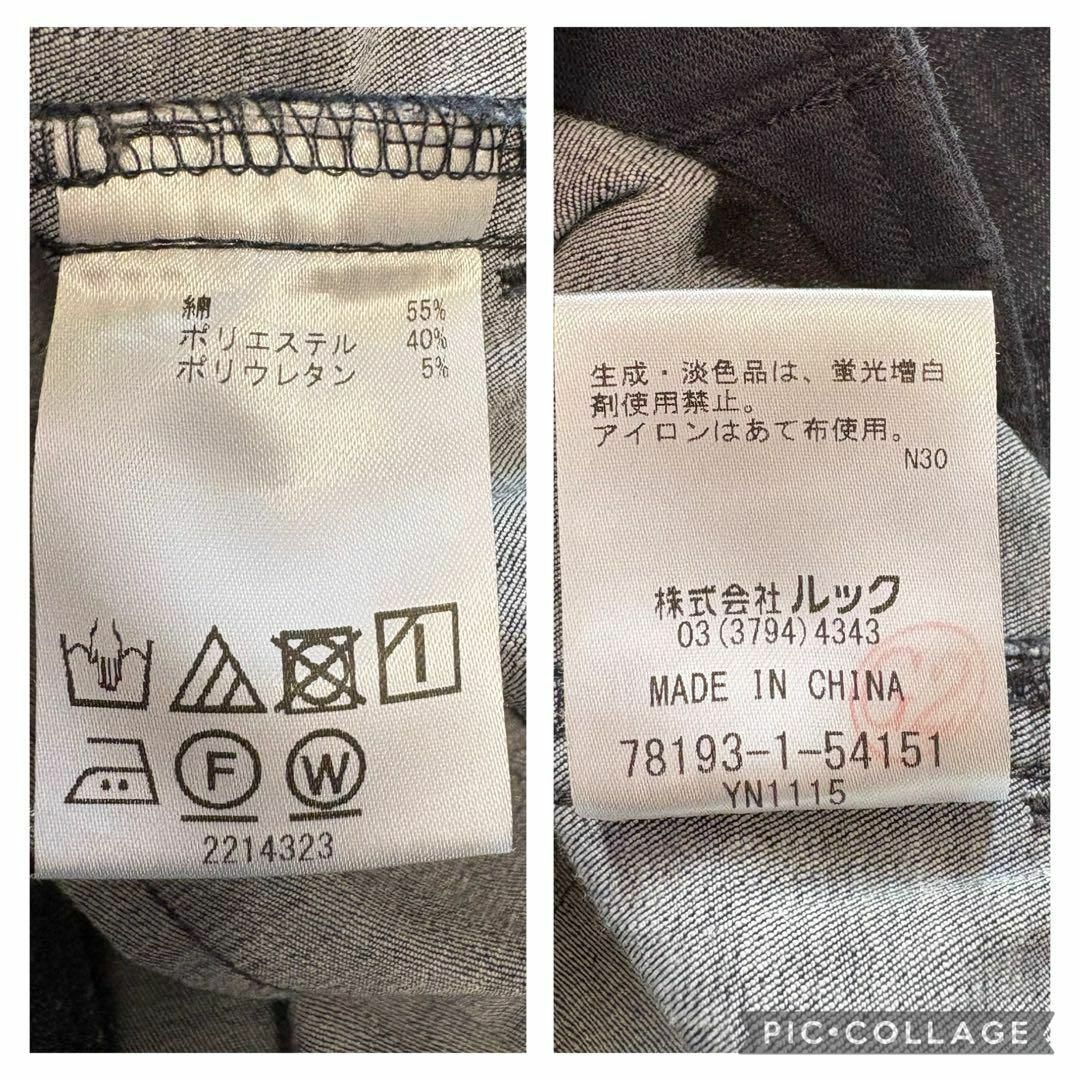 綿 55%
ポリエステル 40%
ポリウレタン 5%
F W
2214323
生成・淡色品は、蛍光増白
剤使用禁止。
アイロンはあて布使用。
N30
株式会社ルック
03(3794)4343
MADE IN CHINA
78193-1-54151
YN1115
PIC•COLLAGE